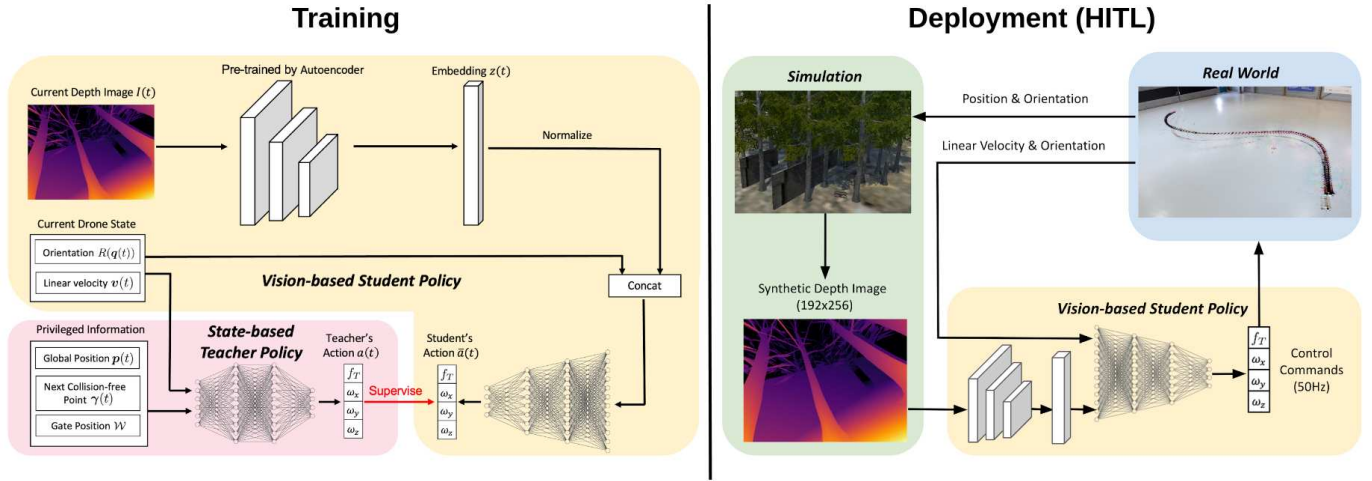 Training
Pre-trained by Autoencoder
Embedding z(t)
Current Depth Image I(t)
Normalize
Current Drone State
Orientation R(q(t))
Linear velocity v(t)
Vision-based Student Policy
Concat
Privileged Information
Global Position p(t)
Next Collision-free
Point γ(t)
Gate Position W
State-based
Teacher Policy
Teacher's
Action a(t)
f_T
ω_x
ω_y
ω_z
Supervise
Student's
Action ā(t)
f_T
ω_x
ω_y
ω_z
Deployment (HITL)
Simulation
Real World
Position & Orientation
Linear Velocity & Orientation
Synthetic Depth Image
(192x256)
Vision-based Student Policy
f_T
ω_x
ω_y
ω_z
Control
Commands
(50Hz)